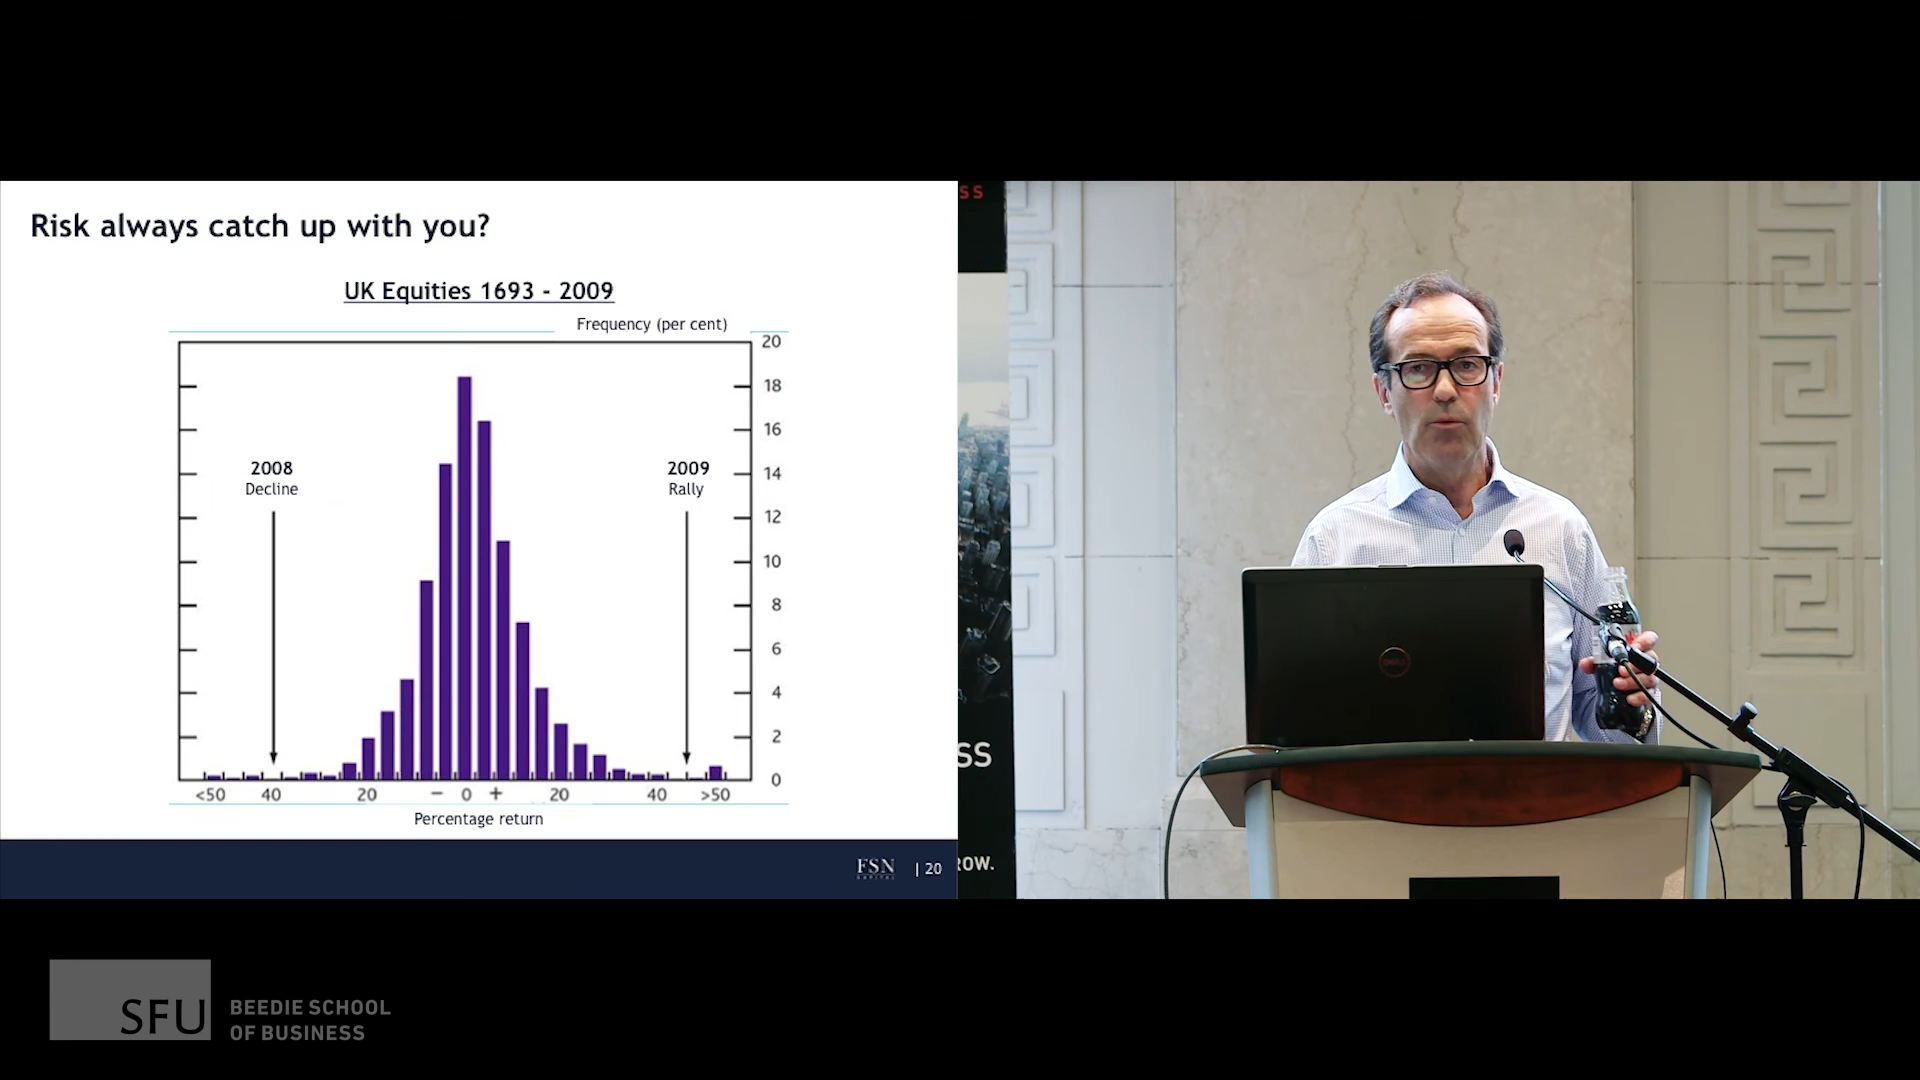 Risk always catch up with you?
UK Equities 1693 - 2009
Frequency (per cent)
20
18
16
14
12
10
8
6
4
2
0
2008
Decline
2009
Rally
<50 40 20 − 0 + 20 40 >50
Percentage return
FSN
CAPITAL
| 20
SS
SS
ROW.
DELL
SFU
BEEDIE SCHOOL
OF BUSINESS